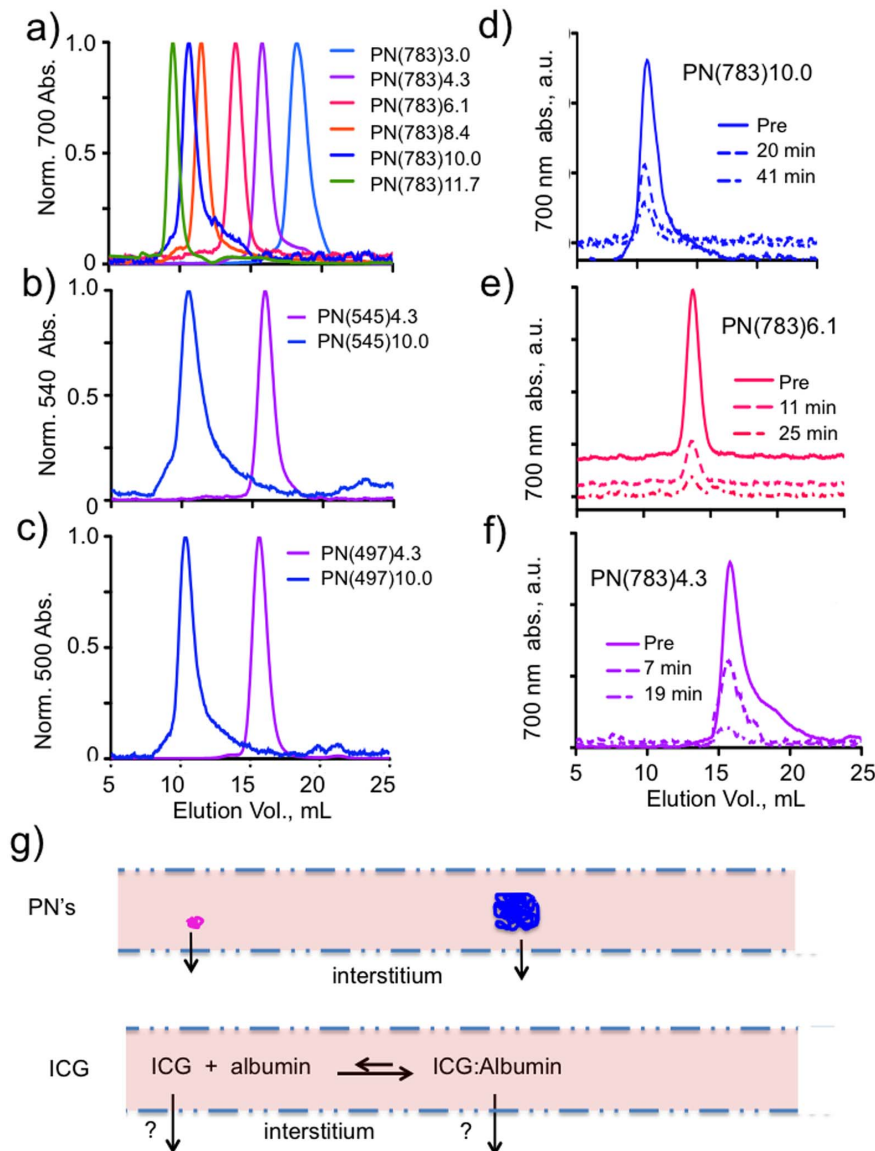 a)
Norm. 700 Abs.
1.0
0.5
0
PN(783)3.0
PN(783)4.3
PN(783)6.1
PN(783)8.4
PN(783)10.0
PN(783)11.7
b)
Norm. 540 Abs.
1.0
0.5
0
PN(545)4.3
PN(545)10.0
c)
Norm. 500 Abs.
1.0
0.5
0
PN(497)4.3
PN(497)10.0
5 10 15 20 25
Elution Vol., mL
d)
700 nm abs., a.u.
PN(783)10.0
Pre
20 min
41 min
e)
700 nm abs., a.u.
PN(783)6.1
Pre
11 min
25 min
f)
700 nm abs., a.u.
PN(783)4.3
Pre
7 min
19 min
5 10 15 20 25
Elution Vol., mL
g)
PN's
interstitium
ICG
ICG + albumin
ICG:Albumin
? interstitium ?